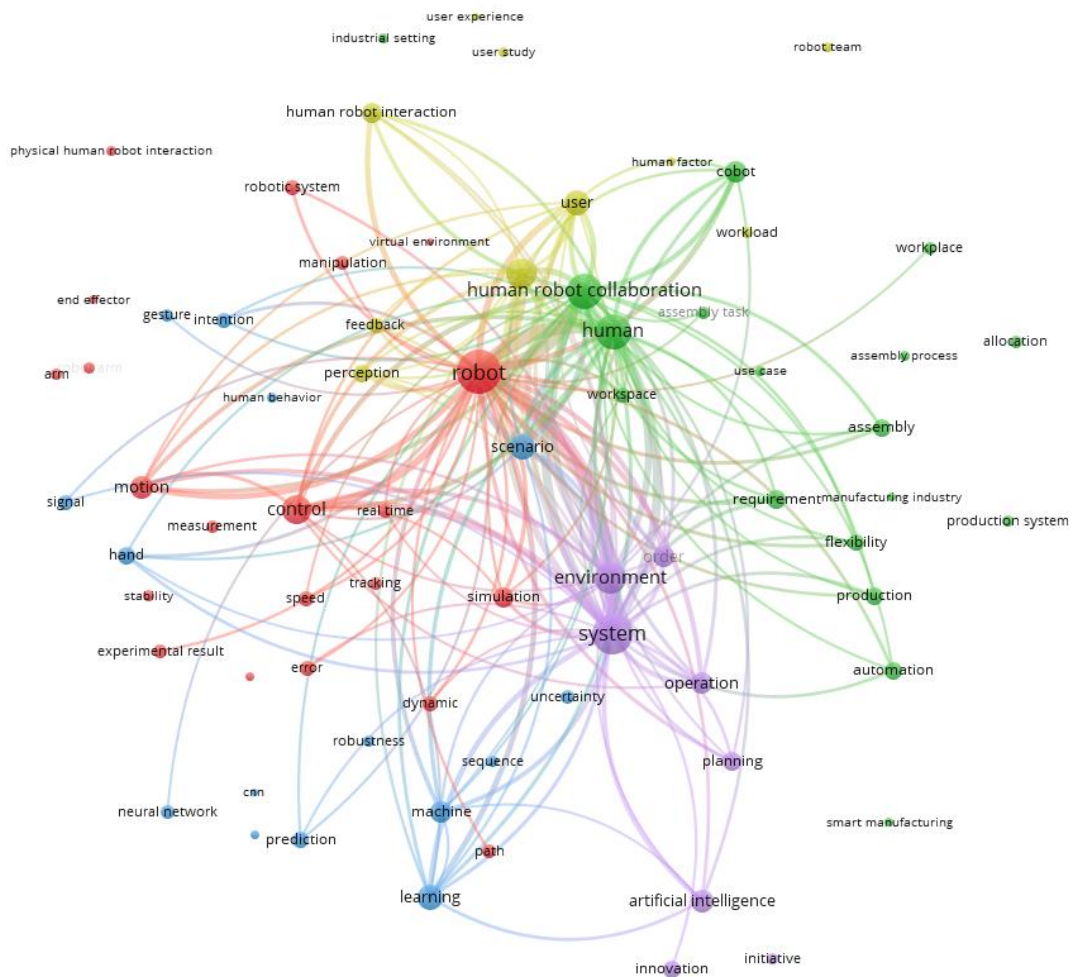 user experience
industrial setting
user study
robot team
human robot interaction
physical human robot interaction
human factor
cobot
robotic system
user
workload
virtual environment
workplace
manipulation
human robot collaboration
end effector
gesture
intention
assembly task
feedback
human
allocation
assembly process
arm
perception
robot
use case
human behavior
workspace
assembly
scenario
motion
signal
control
real time
requirement
manufacturing industry
measurement
production system
flexibility
hand
order
environment
stability
speed
tracking
simulation
production
system
experimental result
error
automation
operation
dynamic
uncertainty
robustness
sequence
planning
cnn
neural network
machine
smart manufacturing
prediction
path
learning
artificial intelligence
innovation
initiative